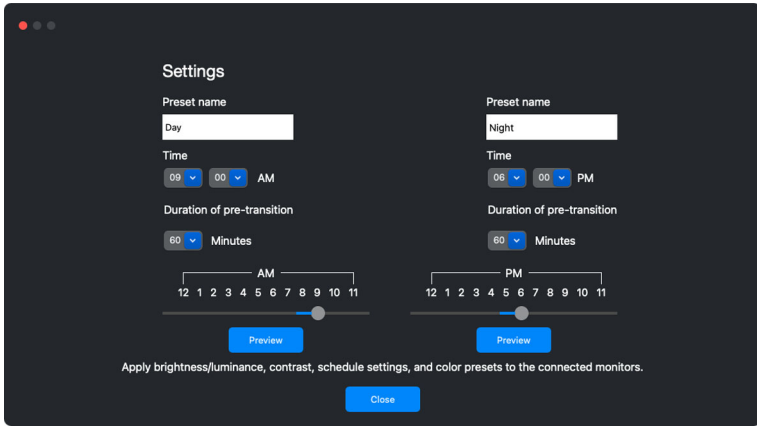 Settings
Preset name Preset name
Day Night
Time Time
09 00 AM 06 00 PM
Duration of pre-transition Duration of pre-transition
60 Minutes 60 Minutes
AM PM
12 1 2 3 4 5 6 7 8 9 10 11 12 1 2 3 4 5 6 7 8 9 10 11
Preview Preview
Apply brightness/luminance, contrast, schedule settings, and color presets to the connected monitors.
Close